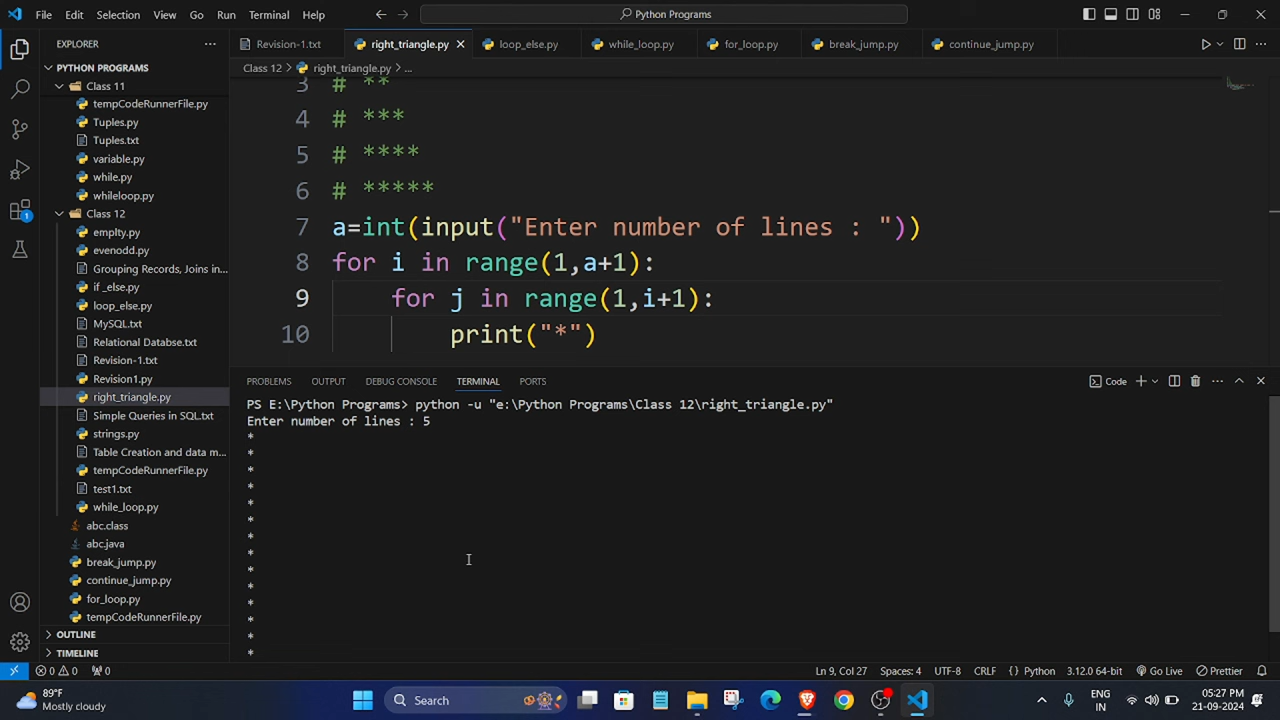 File Edit Selection View Go Run Terminal Help
Python Programs
EXPLORER
Revision-1.txt right_triangle.py loop_else.py while_loop.py for_loop.py break_jump.py continue_jump.py
PYTHON PROGRAMS
Class 12 > right_triangle.py > ...
Class 11
tempCodeRunnerFile.py
Tuples.py
Tuples.txt
variable.py
while.py
whileloop.py
Class 12
emplty.py
evenodd.py
Grouping Records, Joins in...
if _else.py
loop_else.py
MySQL.txt
Relational Databse.txt
Revision-1.txt
Revision1.py
right_triangle.py
Simple Queries in SQL.txt
strings.py
Table Creation and data m...
tempCodeRunnerFile.py
test1.txt
while_loop.py
abc.class
abc.java
break_jump.py
continue_jump.py
for_loop.py
tempCodeRunnerFile.py
OUTLINE
TIMELINE
3 # **
4 # ***
5 # ****
6 # *****
7 a=int(input("Enter number of lines : "))
8 for i in range(1,a+1):
9 for j in range(1,i+1):
10 print("*")
PROBLEMS OUTPUT DEBUG CONSOLE TERMINAL PORTS
Code
PS E:\Python Programs> python -u "e:\Python Programs\Class 12\right_triangle.py"
Enter number of lines : 5
*
*
*
*
*
*
*
*
*
*
*
*
*
*
0 0 0
Ln 9, Col 27 Spaces: 4 UTF-8 CRLF Python 3.12.0 64-bit Go Live Prettier
89°F
Mostly cloudy
Search
ENG
IN
05:27 PM
21-09-2024
1